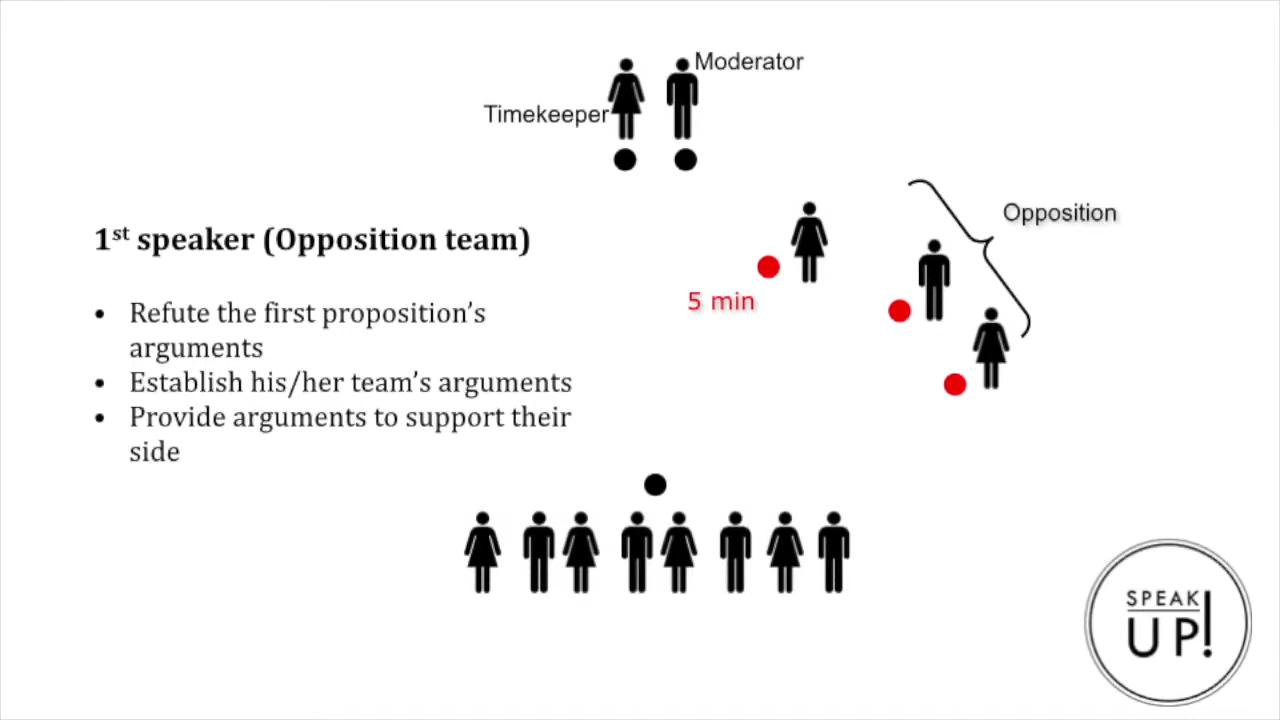 Moderator
Timekeeper
Opposition
1st speaker (Opposition team)
5 min
• Refute the first proposition’s
arguments
• Establish his/her team’s arguments
• Provide arguments to support their
side
SPEAK
UP!